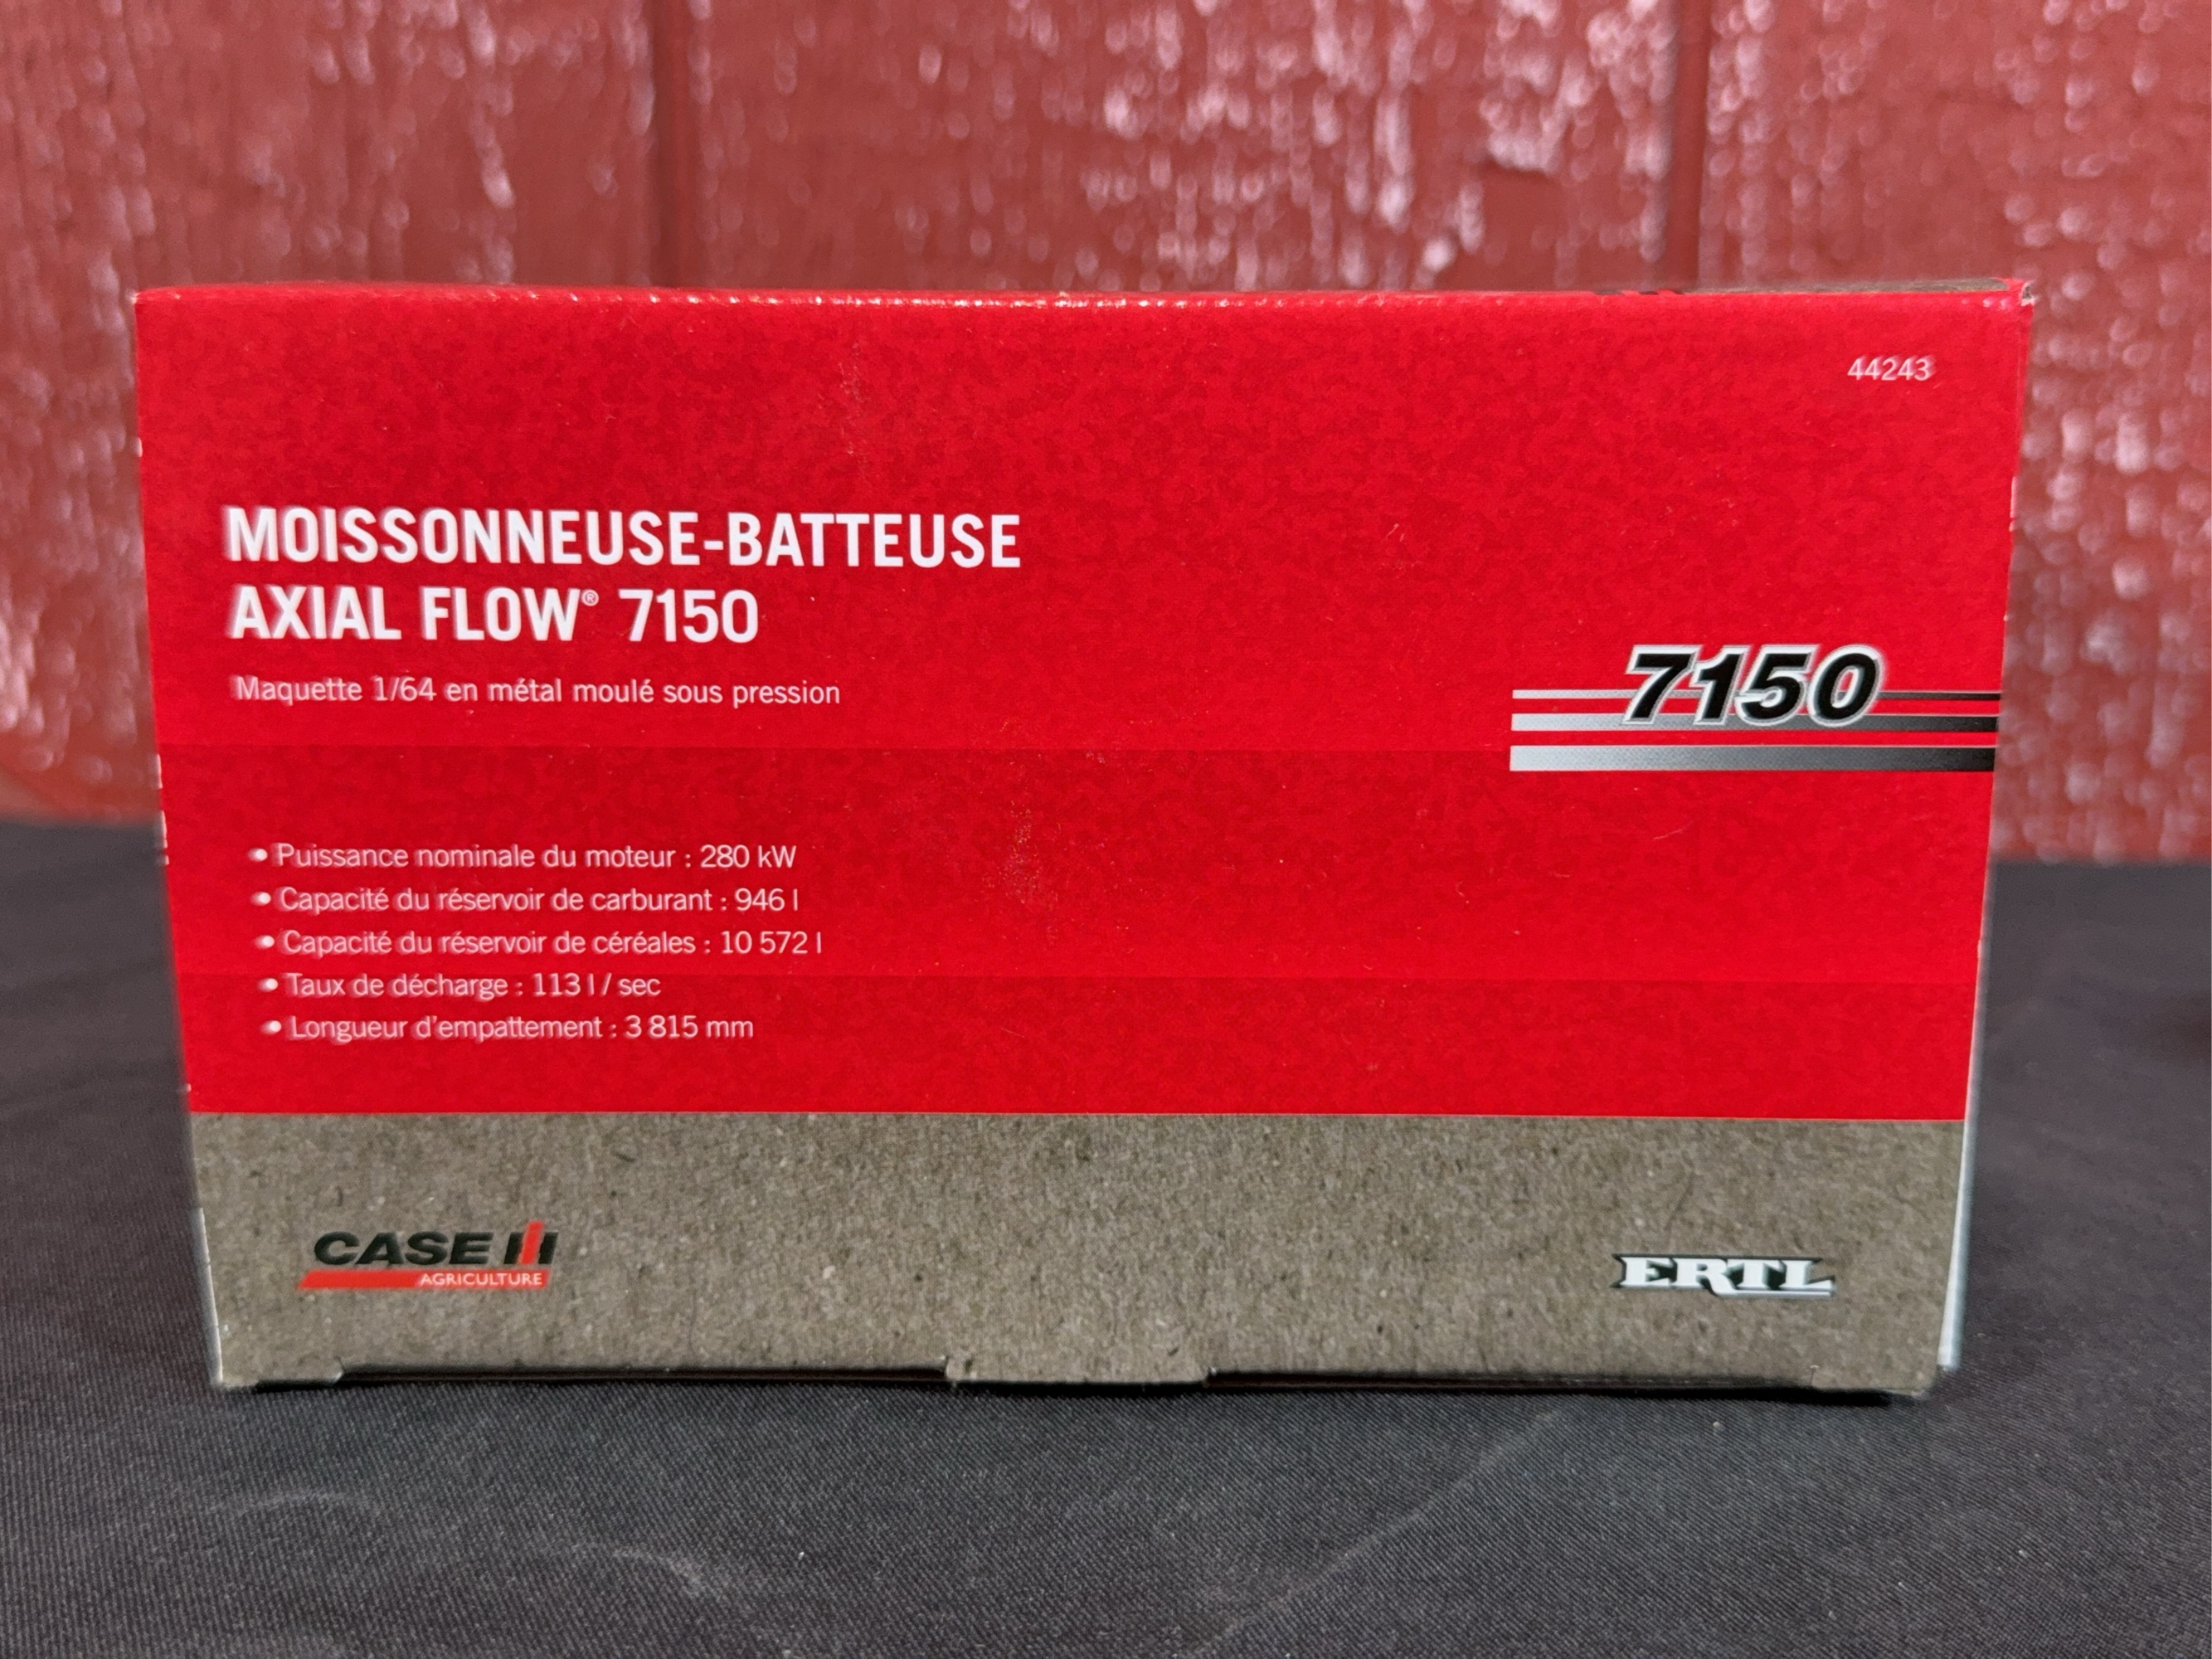 44243
MOISSONNEUSE-BATTEUSE
AXIAL FLOW® 7150
Maquette 1/64 en métal moulé sous pression
7150
• Puissance nominale du moteur : 280 kW
• Capacité du réservoir de carburant : 946 l
• Capacité du réservoir de céréales : 10 572 l
• Taux de décharge : 113 l / sec
• Longueur d'empattement : 3 815 mm
CASE IH
AGRICULTURE
ERTL